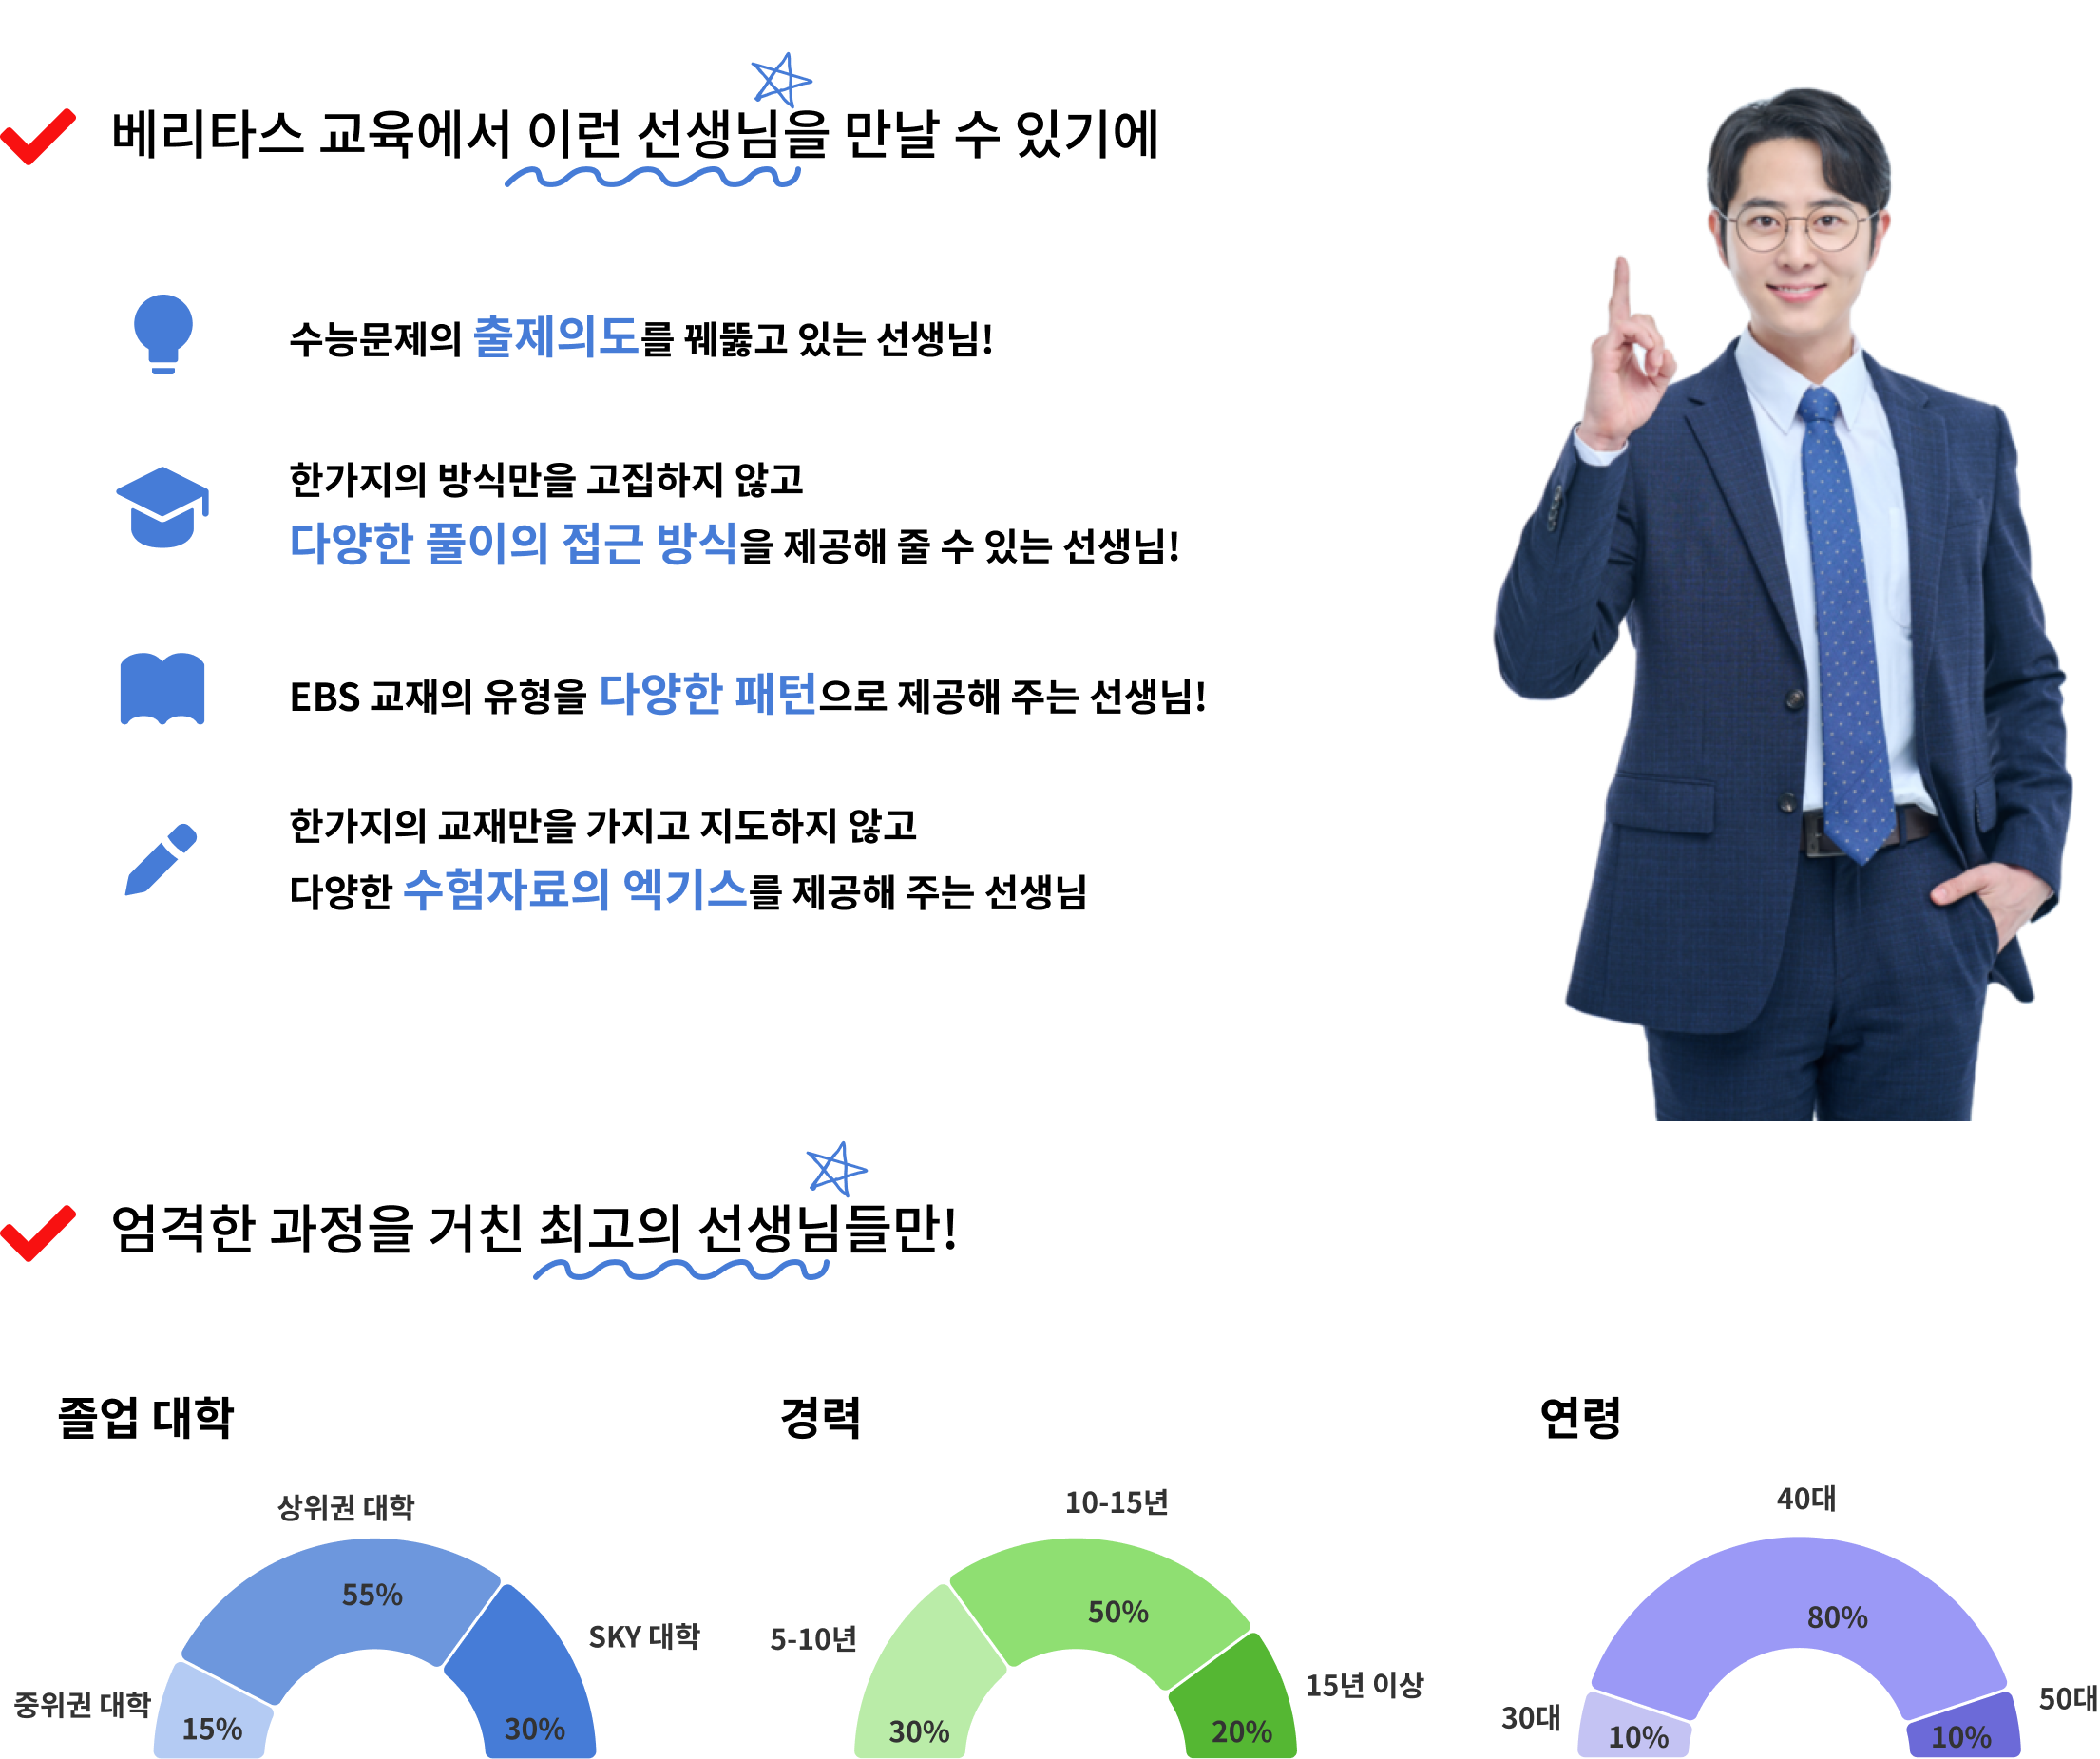 베리타스 교육에서 이런 선생님을 만날 수 있기에
수능문제의 출제의도를 꿰뚫고 있는 선생님!
한가지의 방식만을 고집하지 않고
다양한 풀이의 접근 방식을 제공해 줄 수 있는 선생님!
EBS 교재의 유형을 다양한 패턴으로 제공해 주는 선생님!
한가지의 교재만을 가지고 지도하지 않고
다양한 수험자료의 엑기스를 제공해 주는 선생님
엄격한 과정을 거친 최고의 선생님들만!
졸업 대학
상위권 대학
55%
SKY 대학
중위권 대학
15%
30%
경력
10-15년
50%
5-10년
15년 이상
30%
20%
연령
40대
80%
50대
30대
10%
10%